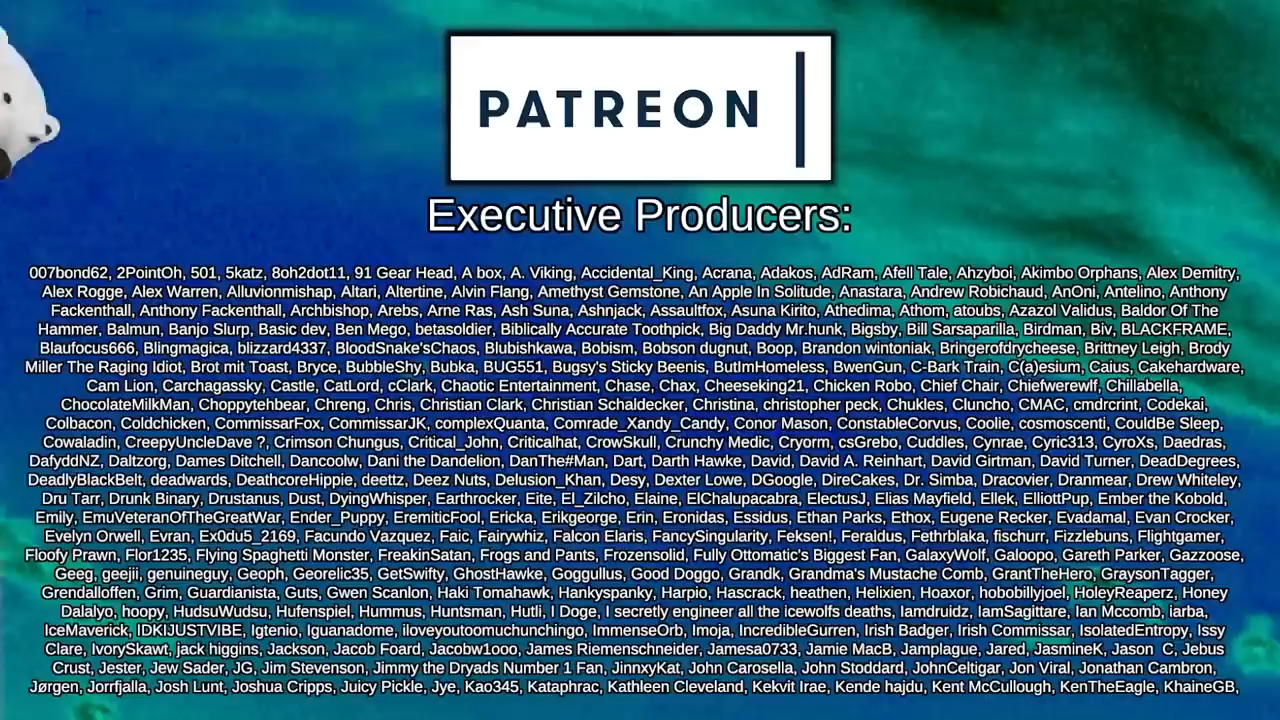 PATREON
Executive Producers:
007bond62, 2PointOh, 501, 5katz, 8oh2dot11, 91 Gear Head, A box, A. Viking, Accidental_King, Acrana, Adakos, AdRam, Afell Tale, Ahzyboi, Akimbo Orphans, Alex Demitry,
Alex Rogge, Alex Warren, Alluvionmishap, Altari, Altertine, Alvin Flang, Amethyst Gemstone, An Apple In Solitude, Anastara, Andrew Robichaud, AnOni, Antelino, Anthony
Fackenthall, Anthony Fackenthall, Archbishop, Arebs, Arne Ras, Ash Suna, Ashnjack, Assaultfox, Asuna Kirito, Athedima, Athom, atoubs, Azazol Validus, Baldor Of The
Hammer, Balmun, Banjo Slurp, Basic dev, Ben Mego, betasoldier, Biblically Accurate Toothpick, Big Daddy Mr.hunk, Bigsby, Bill Sarsaparilla, Birdman, Biv, BLACKFRAME,
Blaufocus666, Blingmagica, blizzard4337, BloodSnake'sChaos, Blubishkawa, Bobism, Bobson dugnut, Boop, Brandon wintoniak, Bringerofdrycheese, Brittney Leigh, Brody
Miller The Raging Idiot, Brot mit Toast, Bryce, BubbleShy, Bubka, BUG551, Bugsy's Sticky Beenis, ButImHomeless, BwenGun, C-Bark Train, C(a)esium, Caius, Cakehardware,
Cam Lion, Carchagassky, Castle, CatLord, cClark, Chaotic Entertainment, Chase, Chax, Cheeseking21, Chicken Robo, Chief Chair, Chiefwerewlf, Chillabella,
ChocolateMilkMan, Choppytehbear, Chreng, Chris, Christian Clark, Christian Schaldecker, Christina, christopher peck, Chukles, Cluncho, CMAC, cmdrcrint, Codekai,
Colbacon, Coldchicken, CommissarFox, CommissarJK, complexQuanta, Comrade_Xandy_Candy, Conor Mason, ConstableCorvus, Coolie, cosmoscenti, CouldBe Sleep,
Cowaladin, CreepyUncleDave ?, Crimson Chungus, Critical_John, Criticalhat, CrowSkull, Crunchy Medic, Cryorm, csGrebo, Cuddles, Cynrae, Cyric313, CyroXs, Daedras,
DafyddNZ, Daltzorg, Dames Ditchell, Dancoolw, Dani the Dandelion, DanThe#Man, Dart, Darth Hawke, David, David A. Reinhart, David Girtman, David Turner, DeadDegrees,
DeadlyBlackBelt, deadwards, DeathcoreHippie, deettz, Deez Nuts, Delusion_Khan, Desy, Dexter Lowe, DGoogle, DireCakes, Dr. Simba, Dracovier, Dranmear, Drew Whiteley,
Dru Tarr, Drunk Binary, Drustanus, Dust, DyingWhisper, Earthrocker, Eite, El_Zilcho, Elaine, ElChalupacabra, ElectusJ, Elias Mayfield, Ellek, ElliottPup, Ember the Kobold,
Emily, EmuVeteranOfTheGreatWar, Ender_Puppy, EremiticFool, Ericka, Erikgeorge, Erin, Eronidas, Essidus, Ethan Parks, Ethox, Eugene Recker, Evadamal, Evan Crocker,
Evelyn Orwell, Evran, Ex0du5_2169, Facundo Vazquez, Faic, Fairywhiz, Falcon Elaris, FancySingularity, Feksen!, Feraldus, Fethrblaka, fischurr, Fizzlebuns, Flightgamer,
Floofy Prawn, Flor1235, Flying Spaghetti Monster, FreakinSatan, Frogs and Pants, Frozensolid, Fully Ottomatic's Biggest Fan, GalaxyWolf, Galoopo, Gareth Parker, Gazzoose,
Geeg, geejii, genuineguy, Geoph, Georelic35, GetSwifty, GhostHawke, Goggullus, Good Doggo, Grandk, Grandma's Mustache Comb, GrantTheHero, GraysonTagger,
Grendalloffen, Grim, Guardianista, Guts, Gwen Scanlon, Haki Tomahawk, Hankyspanky, Harpio, Hascrack, heathen, Helixien, Hoaxor, hobobillyjoel, HoleyReaperz, Honey
Dalalyo, hoopy, HudsuWudsu, Hufenspiel, Hummus, Huntsman, Hutli, I Doge, I secretly engineer all the icewolfs deaths, Iamdruidz, IamSagittare, Ian Mccomb, iarba,
IceMaverick, IDKIJUSTVIBE, Igtenio, Iguanadome, iloveyoutoomuchunchingo, ImmenseOrb, Imoja, IncredibleGurren, Irish Badger, Irish Commissar, IsolatedEntropy, Issy
Clare, IvorySkawt, jack higgins, Jackson, Jacob Foard, Jacobw1ooo, James Riemenschneider, Jamesa0733, Jamie MacB, Jamplague, Jared, JasmineK, Jason  C, Jebus
Crust, Jester, Jew Sader, JG, Jim Stevenson, Jimmy the Dryads Number 1 Fan, JinnxyKat, John Carosella, John Stoddard, JohnCeltigar, Jon Viral, Jonathan Cambron,
Jørgen, Jorrfjalla, Josh Lunt, Joshua Cripps, Juicy Pickle, Jye, Kao345, Kataphrac, Kathleen Cleveland, Kekvit Irae, Kende hajdu, Kent McCullough, KenTheEagle, KhaineGB,